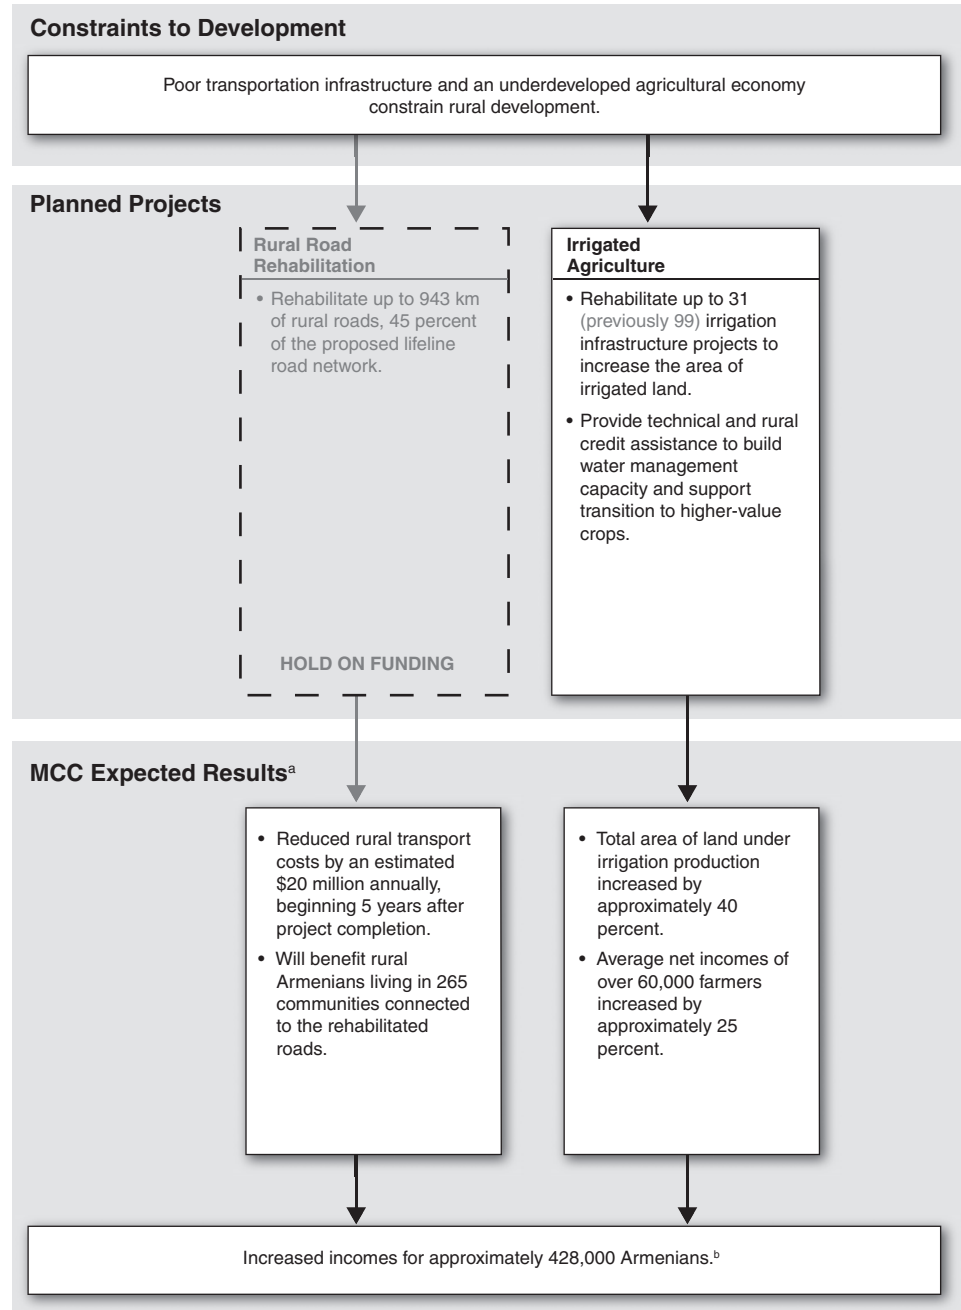 Constraints to Development
Poor transportation infrastructure and an underdeveloped agricultural economy
constrain rural development.
Planned Projects
Rural Road
Rehabilitation
• Rehabilitate up to 943 km
of rural roads, 45 percent
of the proposed lifeline
road network.
HOLD ON FUNDING
Irrigated
Agriculture
• Rehabilitate up to 31
(previously 99) irrigation
infrastructure projects to
increase the area of
irrigated land.
• Provide technical and rural
credit assistance to build
water management
capacity and support
transition to higher-value
crops.
MCC Expected Resultsa
• Reduced rural transport
costs by an estimated
$20 million annually,
beginning 5 years after
project completion.
• Will benefit rural
Armenians living in 265
communities connected
to the rehabilitated
roads.
• Total area of land under
irrigation production
increased by
approximately 40
percent.
• Average net incomes of
over 60,000 farmers
increased by
approximately 25
percent.
Increased incomes for approximately 428,000 Armenians.b